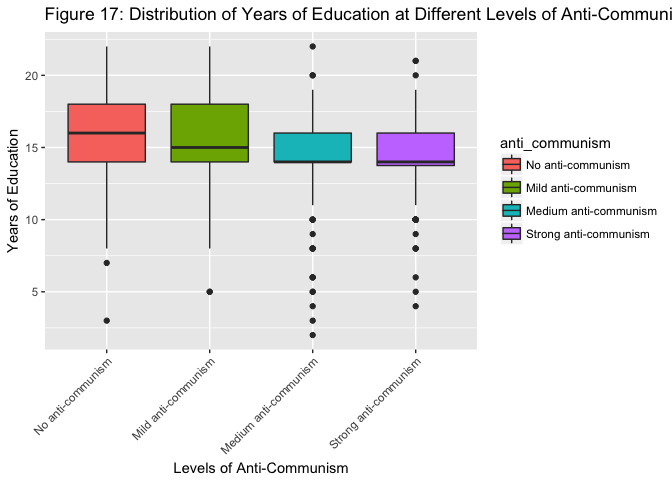 Figure 17: Distribution of Years of Education at Different Levels of Anti-Communi
20
15
10
5
Years of Education
No anti-communism
Mild anti-communism
Medium anti-communism
Strong anti-communism
Levels of Anti-Communism
anti_communism
No anti-communism
Mild anti-communism
Medium anti-communism
Strong anti-communism